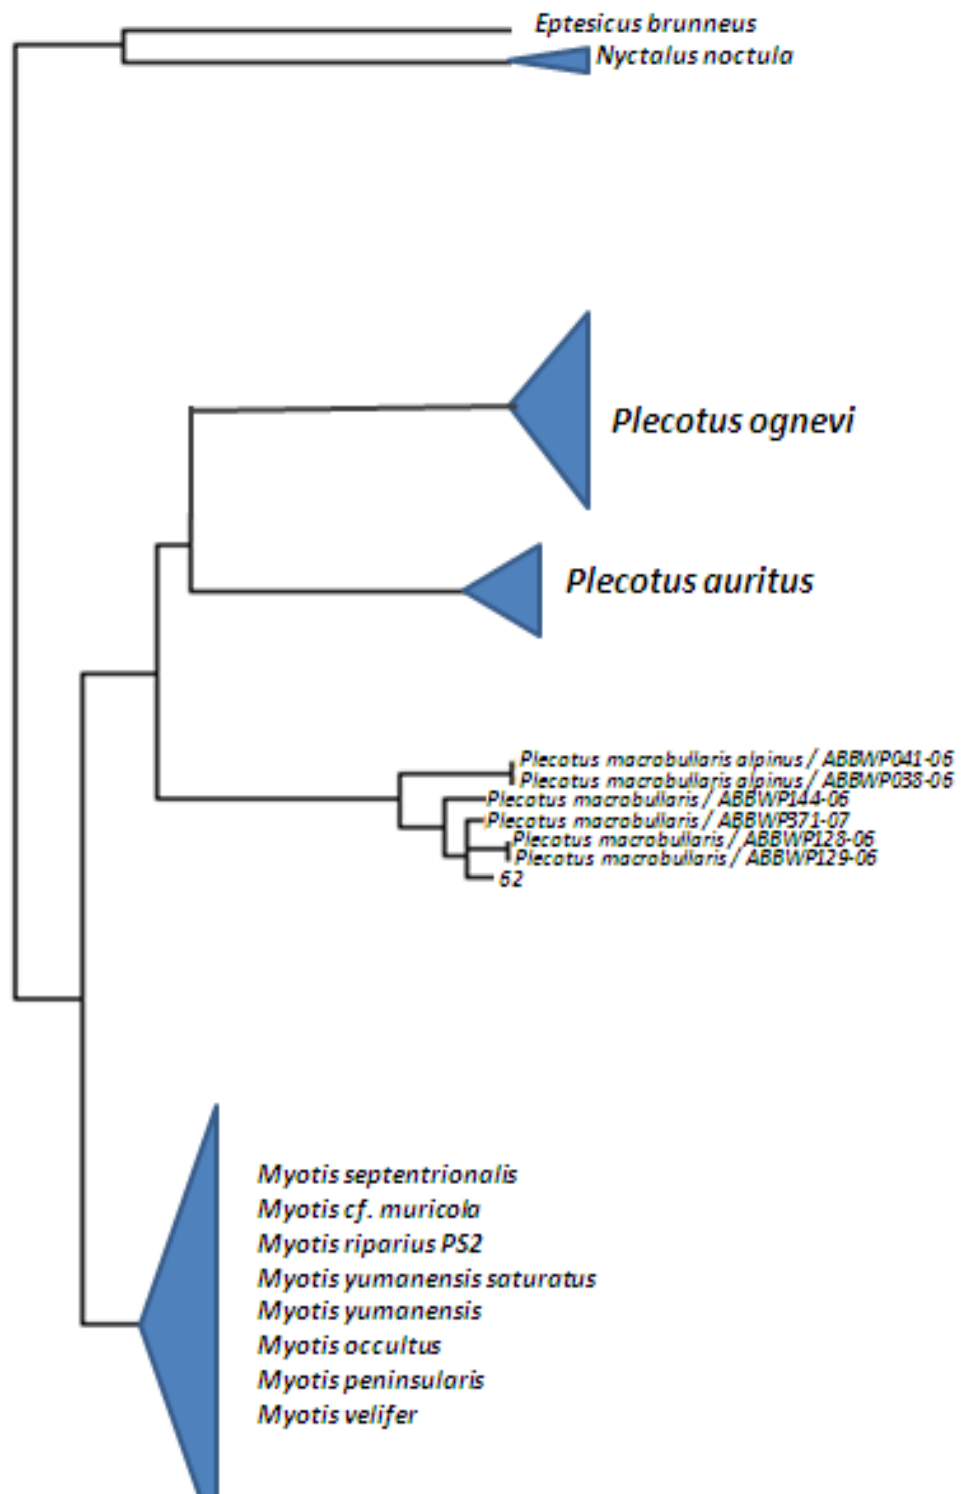 Eptesicus brunneus
Nyctalus noctula
Plecotus ognevi
Plecotus auritus
Plecotus macrobullaris alpinus / ABBWP041-06
Plecotus macrobullaris alpinus / ABBWP038-06
Plecotus macrobullaris / ABBWP144-06
Plecotus macrobullaris / ABBWP371-07
Plecotus macrobullaris / ABBWP128-06
Plecotus macrobullaris / ABBWP129-06
62
Myotis septentrionalis
Myotis cf. muricola
Myotis riparius PS2
Myotis yumanensis saturatus
Myotis yumanensis
Myotis occultus
Myotis peninsularis
Myotis velifer